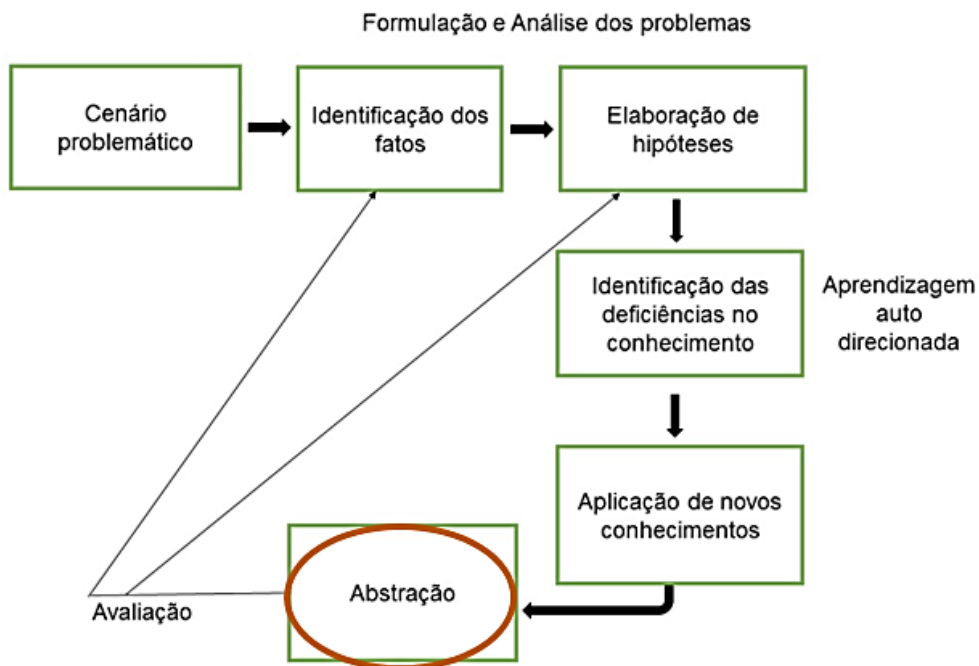 Formulação e Análise dos problemas
Cenário
problemático
Identificação dos
fatos
Elaboração de
hipóteses
Identificação das
deficiências no
conhecimento
Aprendizagem
auto
direcionada
Aplicação de novos
conhecimentos
Abstração
Avaliação